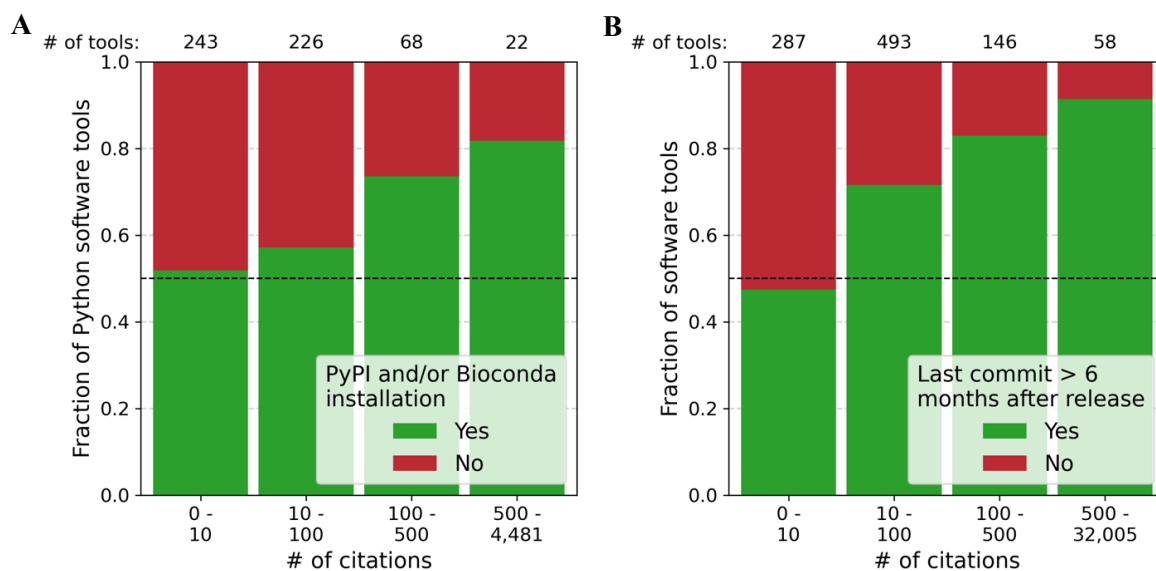 A
# of tools: 243 226 68 22
Fraction of Python software tools
1.0
0.8
0.6
0.4
0.2
0.0
PyPI and/or Bioconda
installation
Yes
No
0 - 10 - 100 - 500 -
10 100 500 4,481
# of citations
B
# of tools: 287 493 146 58
Fraction of software tools
1.0
0.8
0.6
0.4
0.2
0.0
Last commit > 6
months after release
Yes
No
0 - 10 - 100 - 500 -
10 100 500 32,005
# of citations